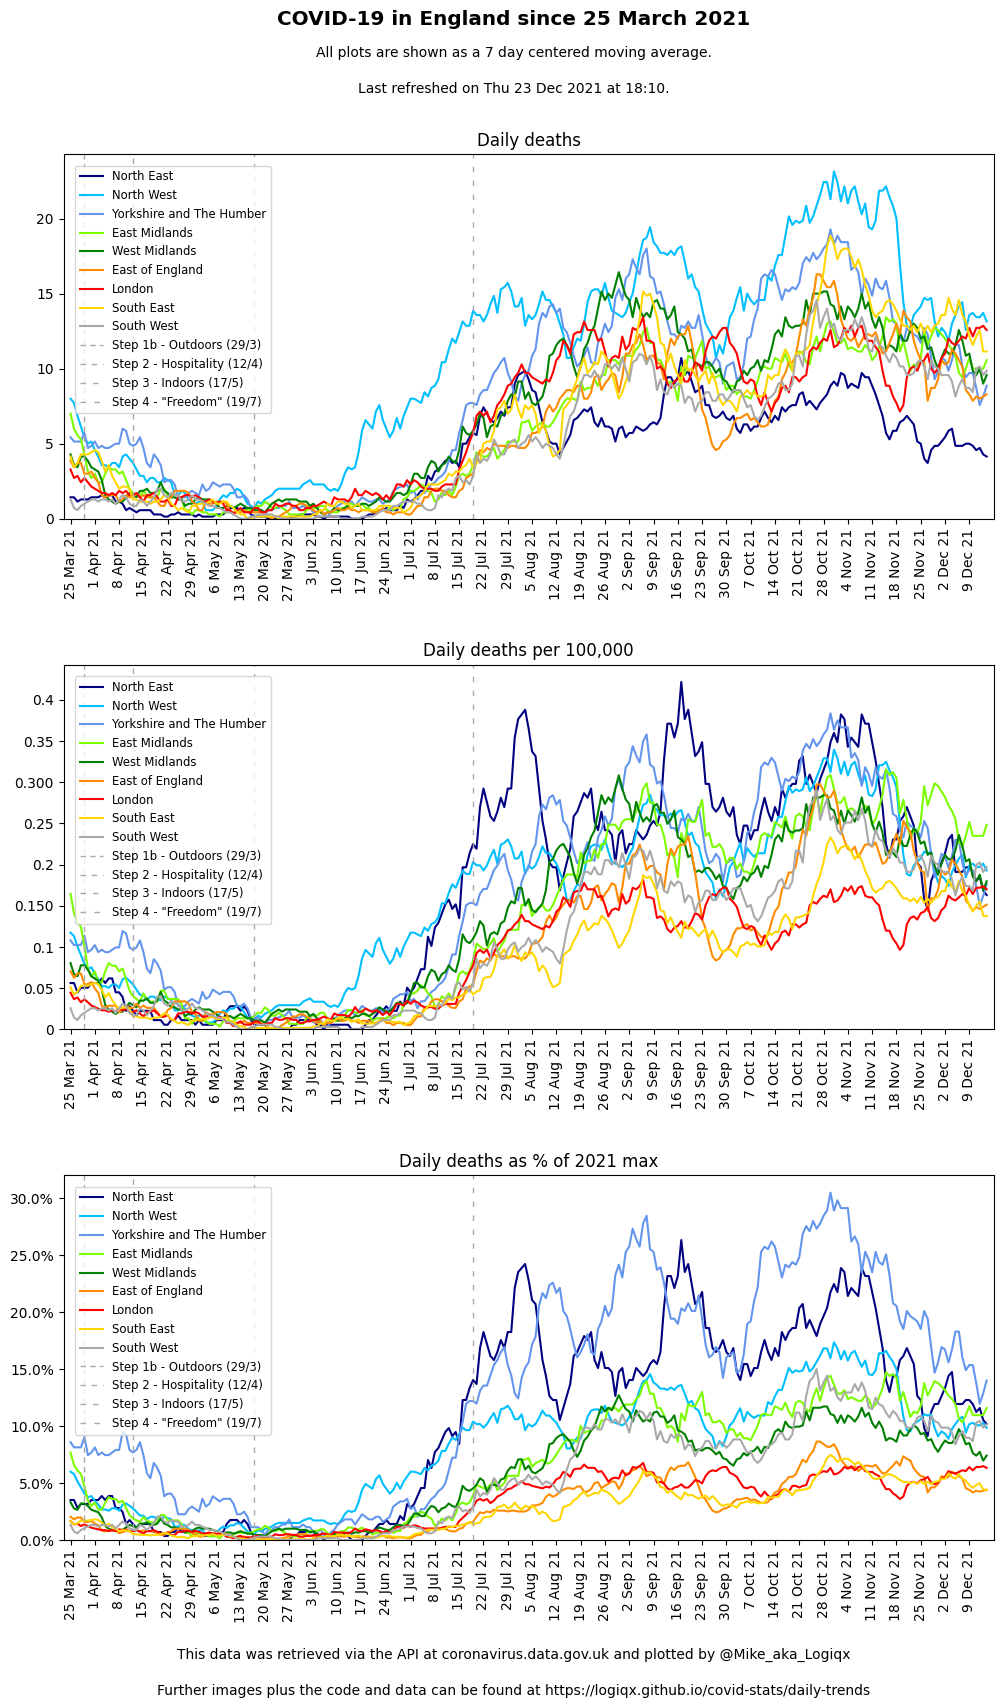 COVID-19 in England since 25 March 2021
All plots are shown as a 7 day centered moving average.
Last refreshed on Thu 23 Dec 2021 at 18:10.
Daily deaths
North East
North West
Yorkshire and The Humber
East Midlands
West Midlands
East of England
London
South East
South West
Step 1b - Outdoors (29/3)
Step 2 - Hospitality (12/4)
Step 3 - Indoors (17/5)
Step 4 - "Freedom" (19/7)
20
15
10
5
0
25 Mar 21
1 Apr 21
8 Apr 21
15 Apr 21
22 Apr 21
29 Apr 21
6 May 21
13 May 21
20 May 21
27 May 21
3 Jun 21
10 Jun 21
17 Jun 21
24 Jun 21
1 Jul 21
8 Jul 21
15 Jul 21
22 Jul 21
29 Jul 21
5 Aug 21
12 Aug 21
19 Aug 21
26 Aug 21
2 Sep 21
9 Sep 21
16 Sep 21
23 Sep 21
30 Sep 21
7 Oct 21
14 Oct 21
21 Oct 21
28 Oct 21
4 Nov 21
11 Nov 21
18 Nov 21
25 Nov 21
2 Dec 21
9 Dec 21
Daily deaths per 100,000
North East
North West
Yorkshire and The Humber
East Midlands
West Midlands
East of England
London
South East
South West
Step 1b - Outdoors (29/3)
Step 2 - Hospitality (12/4)
Step 3 - Indoors (17/5)
Step 4 - "Freedom" (19/7)
0.4
0.35
0.300
0.25
0.2
0.150
0.1
0.05
0
25 Mar 21
1 Apr 21
8 Apr 21
15 Apr 21
22 Apr 21
29 Apr 21
6 May 21
13 May 21
20 May 21
27 May 21
3 Jun 21
10 Jun 21
17 Jun 21
24 Jun 21
1 Jul 21
8 Jul 21
15 Jul 21
22 Jul 21
29 Jul 21
5 Aug 21
12 Aug 21
19 Aug 21
26 Aug 21
2 Sep 21
9 Sep 21
16 Sep 21
23 Sep 21
30 Sep 21
7 Oct 21
14 Oct 21
21 Oct 21
28 Oct 21
4 Nov 21
11 Nov 21
18 Nov 21
25 Nov 21
2 Dec 21
9 Dec 21
Daily deaths as % of 2021 max
North East
North West
Yorkshire and The Humber
East Midlands
West Midlands
East of England
London
South East
South West
Step 1b - Outdoors (29/3)
Step 2 - Hospitality (12/4)
Step 3 - Indoors (17/5)
Step 4 - "Freedom" (19/7)
30.0%
25.0%
20.0%
15.0%
10.0%
5.0%
0.0%
25 Mar 21
1 Apr 21
8 Apr 21
15 Apr 21
22 Apr 21
29 Apr 21
6 May 21
13 May 21
20 May 21
27 May 21
3 Jun 21
10 Jun 21
17 Jun 21
24 Jun 21
1 Jul 21
8 Jul 21
15 Jul 21
22 Jul 21
29 Jul 21
5 Aug 21
12 Aug 21
19 Aug 21
26 Aug 21
2 Sep 21
9 Sep 21
16 Sep 21
23 Sep 21
30 Sep 21
7 Oct 21
14 Oct 21
21 Oct 21
28 Oct 21
4 Nov 21
11 Nov 21
18 Nov 21
25 Nov 21
2 Dec 21
9 Dec 21
This data was retrieved via the API at coronavirus.data.gov.uk and plotted by @Mike_aka_Logiqx
Further images plus the code and data can be found at https://logiqx.github.io/covid-stats/daily-trends